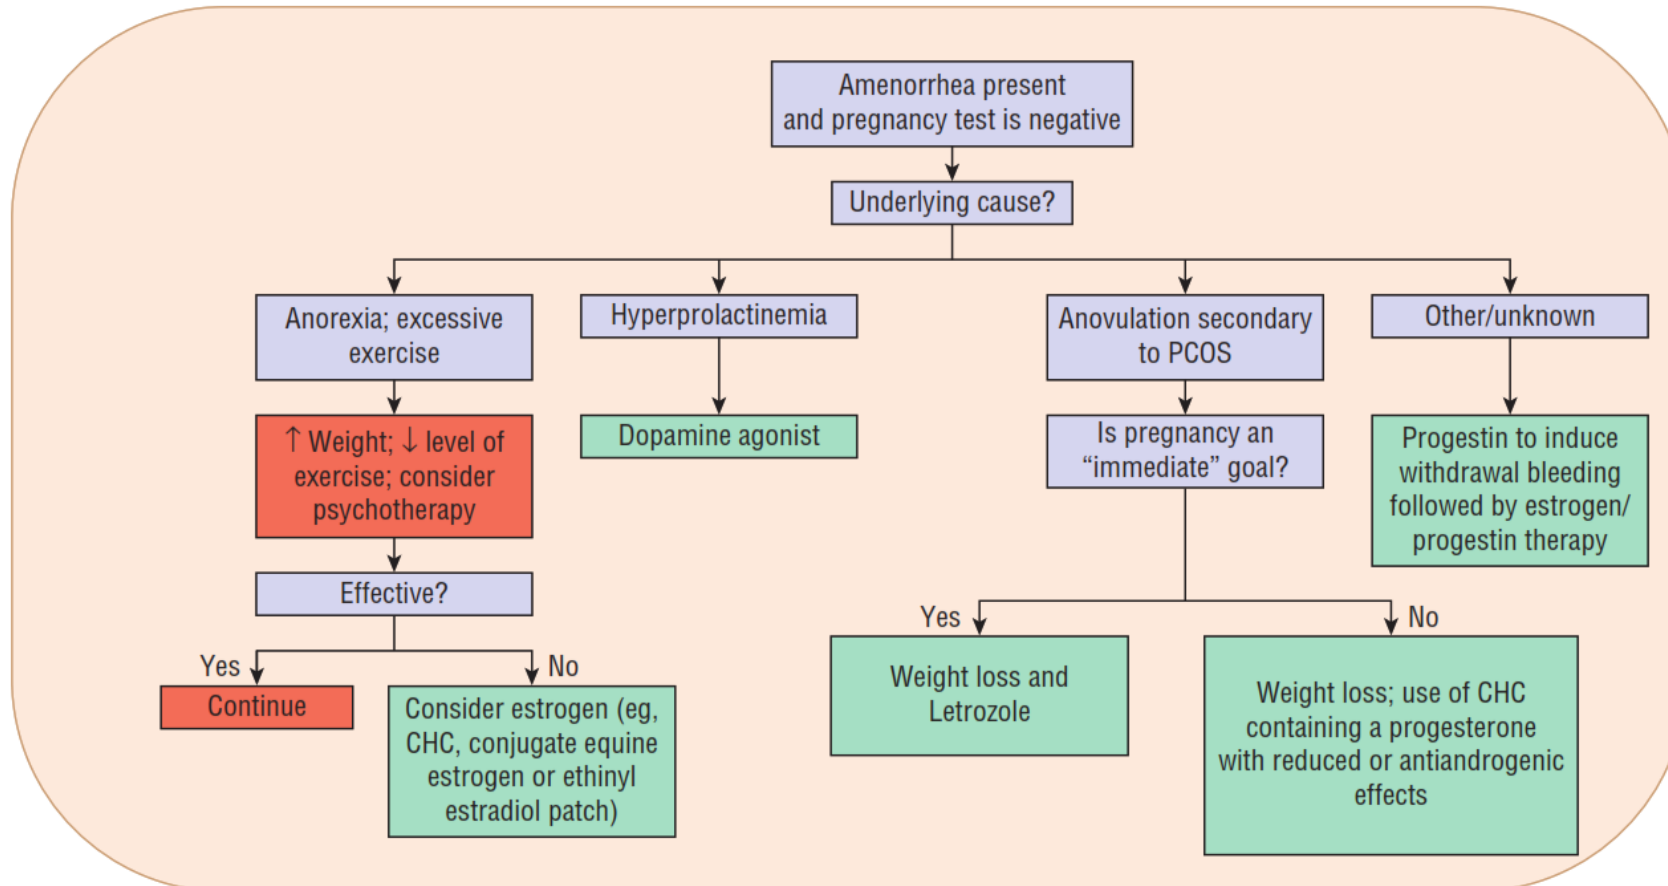 Amenorrhea present
and pregnancy test is negative
Underlying cause?
Anorexia; excessive
exercise
Hyperprolactinemia
Anovulation secondary
to PCOS
Other/unknown
↑ Weight; ↓ level of
exercise; consider
psychotherapy
Dopamine agonist
Is pregnancy an
“immediate” goal?
Progestin to induce
withdrawal bleeding
followed by estrogen/
progestin therapy
Effective?
Yes
No
Yes
No
Continue
Consider estrogen (eg,
CHC, conjugate equine
estrogen or ethinyl
estradiol patch)
Weight loss and
Letrozole
Weight loss; use of CHC
containing a progesterone
with reduced or antiandrogenic
effects